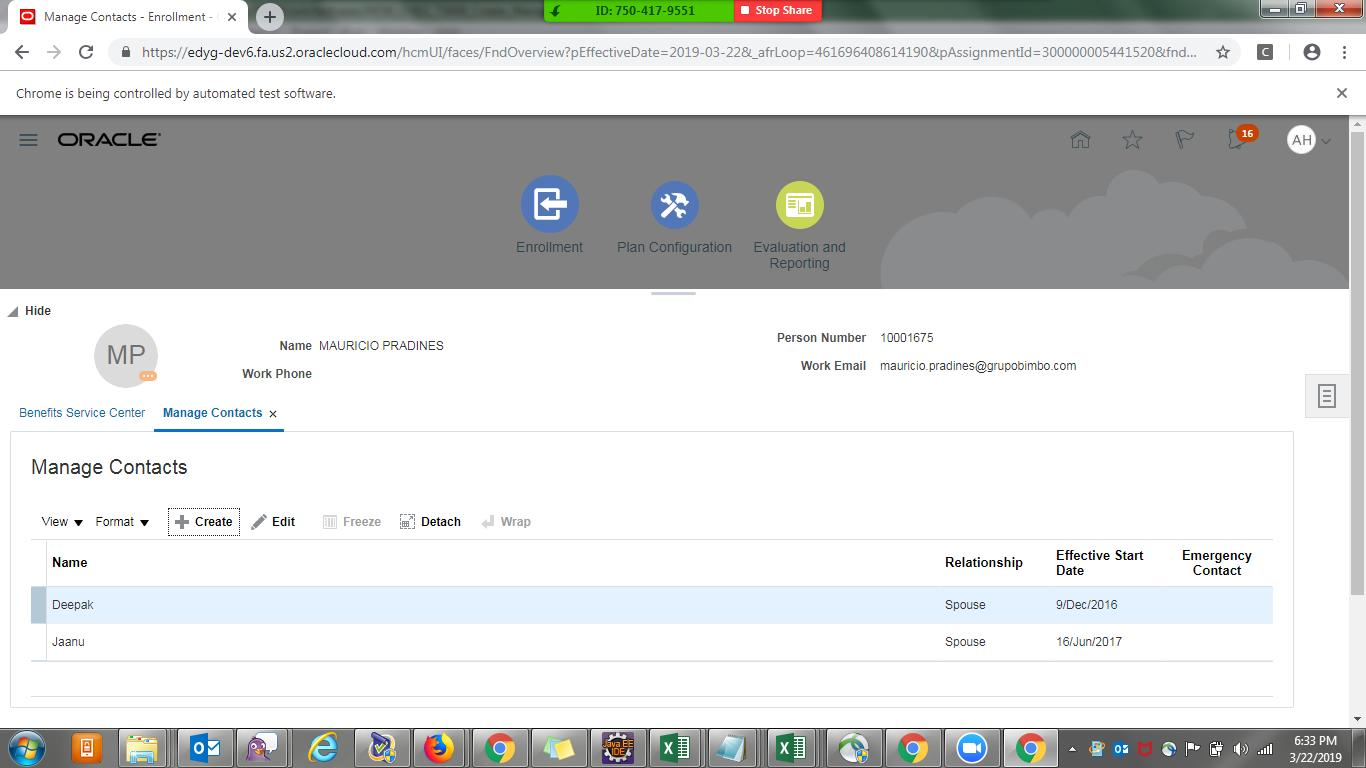 Manage Contacts - Enrollment -
ID: 750-417-9551
Stop Share
https://edyg-dev6.fa.us2.oraclecloud.com/hcmUI/faces/FndOverview?pEffectiveDate=2019-03-22&_afrLoop=461696408614190&pAssignmentId=300000005441520&fnd...
C
Chrome is being controlled by automated test software.
ORACLE
16
AH
Enrollment
Plan Configuration
Evaluation and
Reporting
Hide
MP
Name MAURICIO PRADINES
Person Number 10001675
Work Phone
Work Email mauricio.pradines@grupobimbo.com
Benefits Service Center
Manage Contacts
Manage Contacts
View Format Create Edit Freeze Detach Wrap
Name Relationship Effective Start Date Emergency Contact
Deepak Spouse 9/Dec/2016
Jaanu Spouse 16/Jun/2017
Java EE
IDE
6:33 PM
3/22/2019